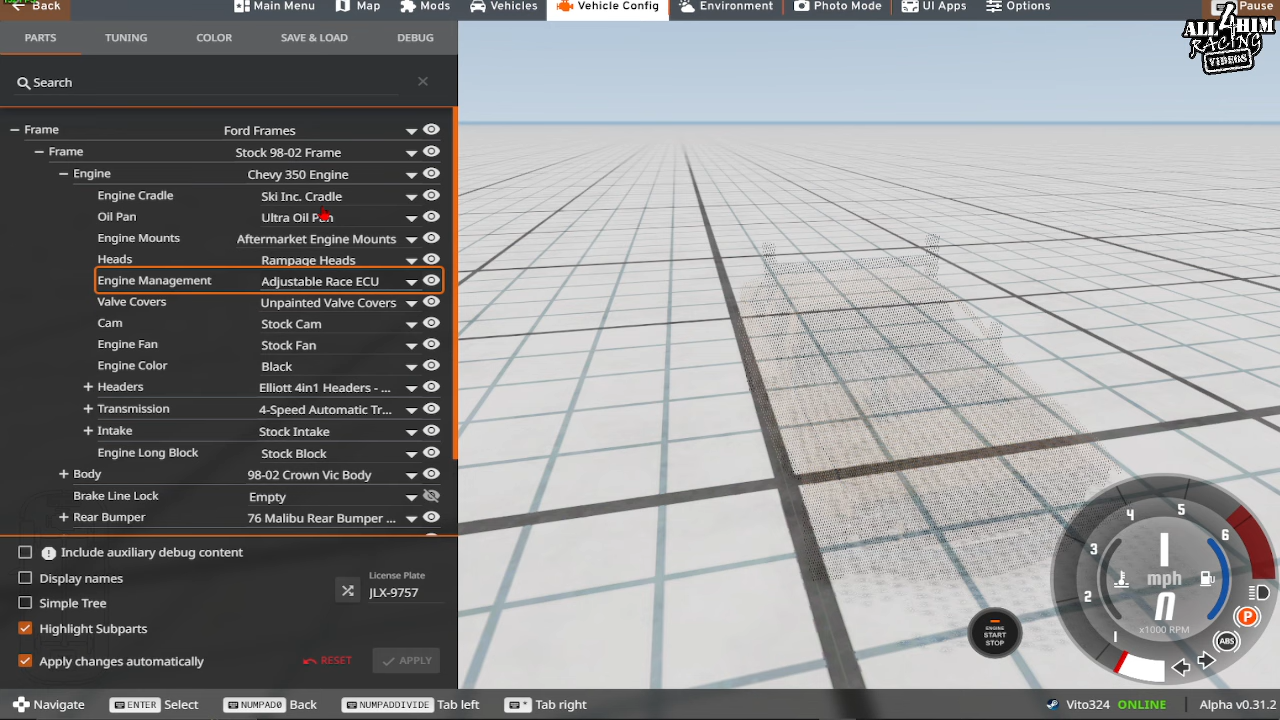 Back
Main Menu
Map
Mods
Vehicles
Vehicle Config
Environment
Photo Mode
UI Apps
Options
Pause
PARTS
TUNING
COLOR
SAVE & LOAD
DEBUG
ALL4HIM
RACING
VIDEOS
Search
Frame Ford Frames
Frame Stock 98-02 Frame
Engine Chevy 350 Engine
Engine Cradle Ski Inc. Cradle
Oil Pan Ultra Oil Pan
Engine Mounts Aftermarket Engine Mounts
Heads Rampage Heads
Engine Management Adjustable Race ECU
Valve Covers Unpainted Valve Covers
Cam Stock Cam
Engine Fan Stock Fan
Engine Color Black
Headers Elliott 4in1 Headers - ...
Transmission 4-Speed Automatic Tr...
Intake Stock Intake
Engine Long Block Stock Block
Body 98-02 Crown Vic Body
Brake Line Lock Empty
Rear Bumper 76 Malibu Rear Bumper ...
Include auxiliary debug content
Display names
Simple Tree
Highlight Subparts
Apply changes automatically
License Plate
JLX-9757
RESET
APPLY
ENGINE
START
STOP
1
2
3
4
5
6
mph
x1000 RPM
P
ABS
Navigate
ENTER Select
NUMPAD0 Back
NUMPADDIVIDE Tab left
* Tab right
Vito324 ONLINE
Alpha v0.31.2